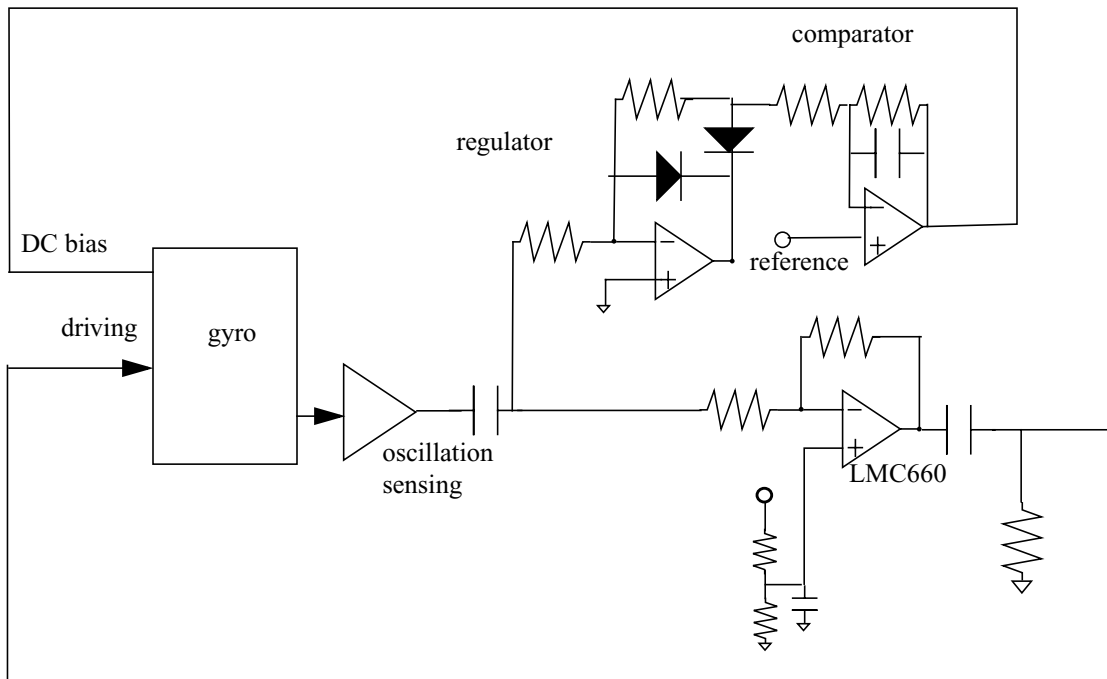 comparator
regulator
DC bias
reference
driving
gyro
oscillation
sensing
LMC660